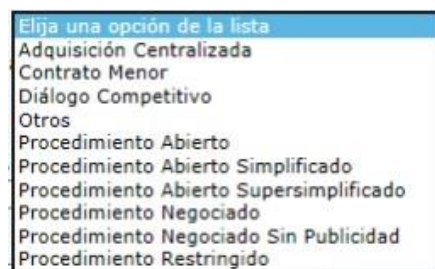 Elija una opción de la lista
Adquisición Centralizada
Contrato Menor
Diálogo Competitivo
Otros
Procedimiento Abierto
Procedimiento Abierto Simplificado
Procedimiento Abierto Supersimplificado
Procedimiento Negociado
Procedimiento Negociado Sin Publicidad
Procedimiento Restringido